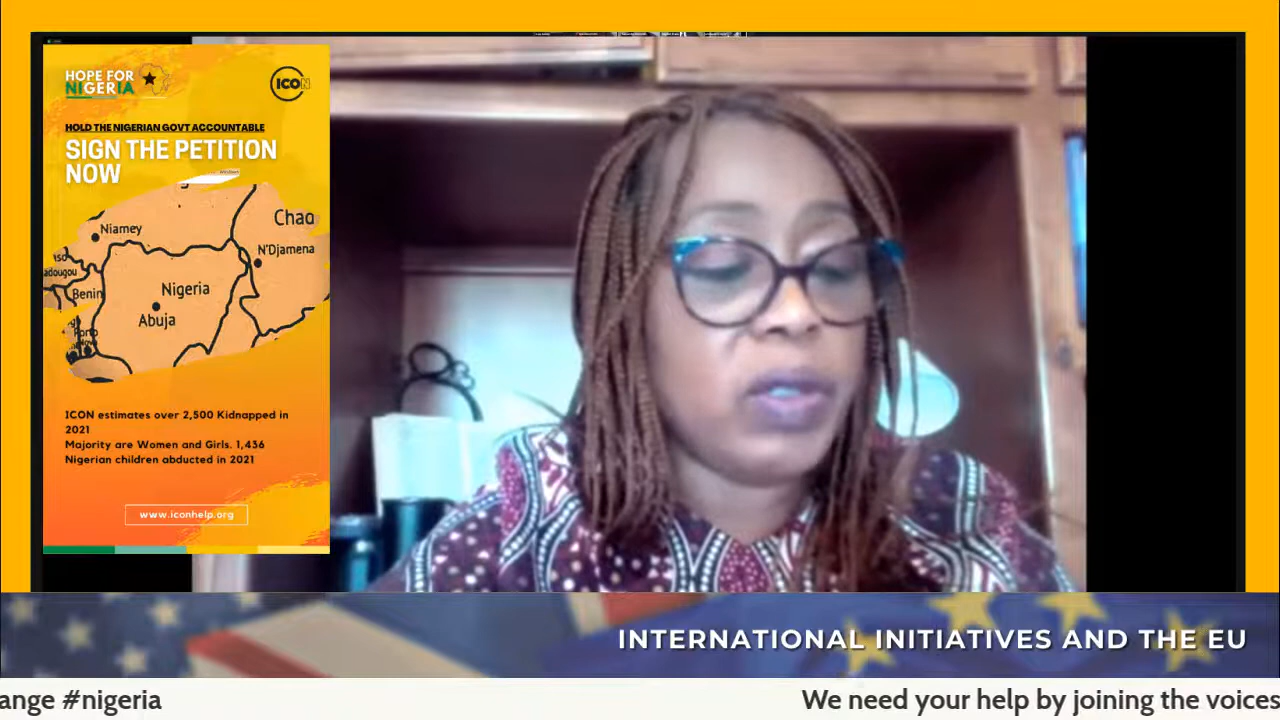 HOPE FOR
NIGERIA
ICON
HOLD THE NIGERIAN GOVT ACCOUNTABLE
SIGN THE PETITION
NOW
Niamey
Chao
N'Djamena
Nigeria
Benin
Abuja
Porto
ICON estimates over 2,500 Kidnapped in
2021
Majority are Women and Girls. 1,436
Nigerian children abducted in 2021
www.iconhelp.org
INTERNATIONAL INITIATIVES AND THE EU
ange #nigeria
We need your help by joining the voices